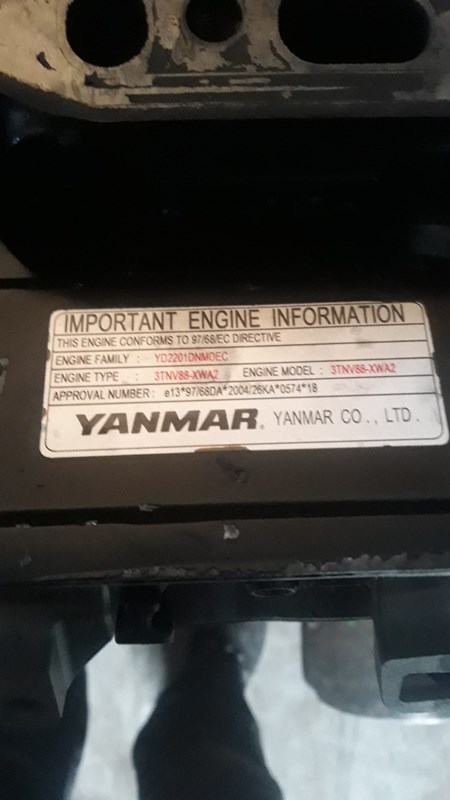 IMPORTANT ENGINE INFORMATION
THIS ENGINE CONFORMS TO 97/68/EC DIRECTIVE
ENGINE FAMILY : YD2201DNMDEC
ENGINE TYPE : 3TNV88-XWA2 ENGINE MODEL : 3TNV88-XWA2
APPROVAL NUMBER: e13*97/68DA*2004/26KA*0574*18
YANMAR. YANMAR CO., LTD.